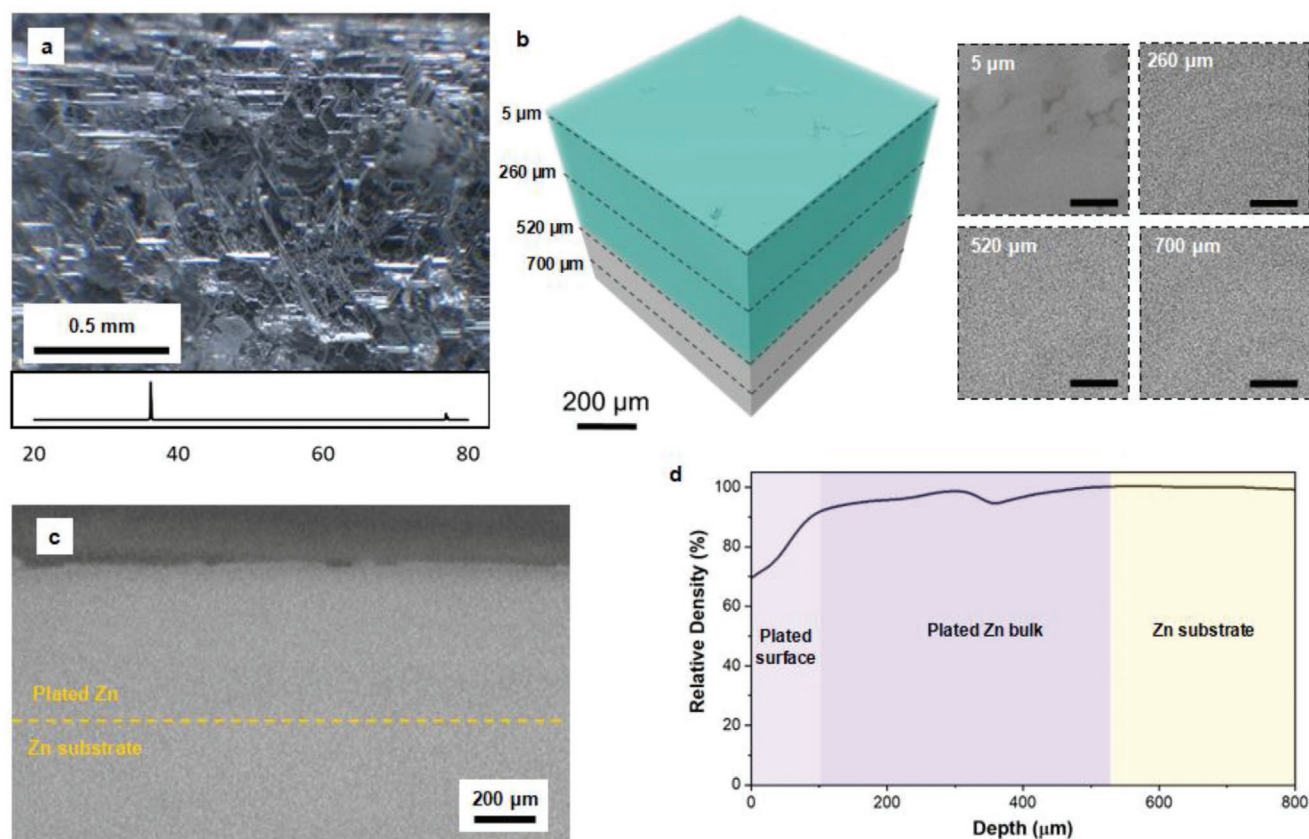 a
0.5 mm
20 40 60 80
b
5 µm
260 µm
520 µm
700 µm
200 µm
5 µm
260 µm
520 µm
700 µm
c
Plated Zn
Zn substrate
200 µm
d
Relative Density (%)
100
80
60
40
20
0
Plated
surface
Plated Zn bulk
Zn substrate
0 200 400 600 800
Depth (µm)